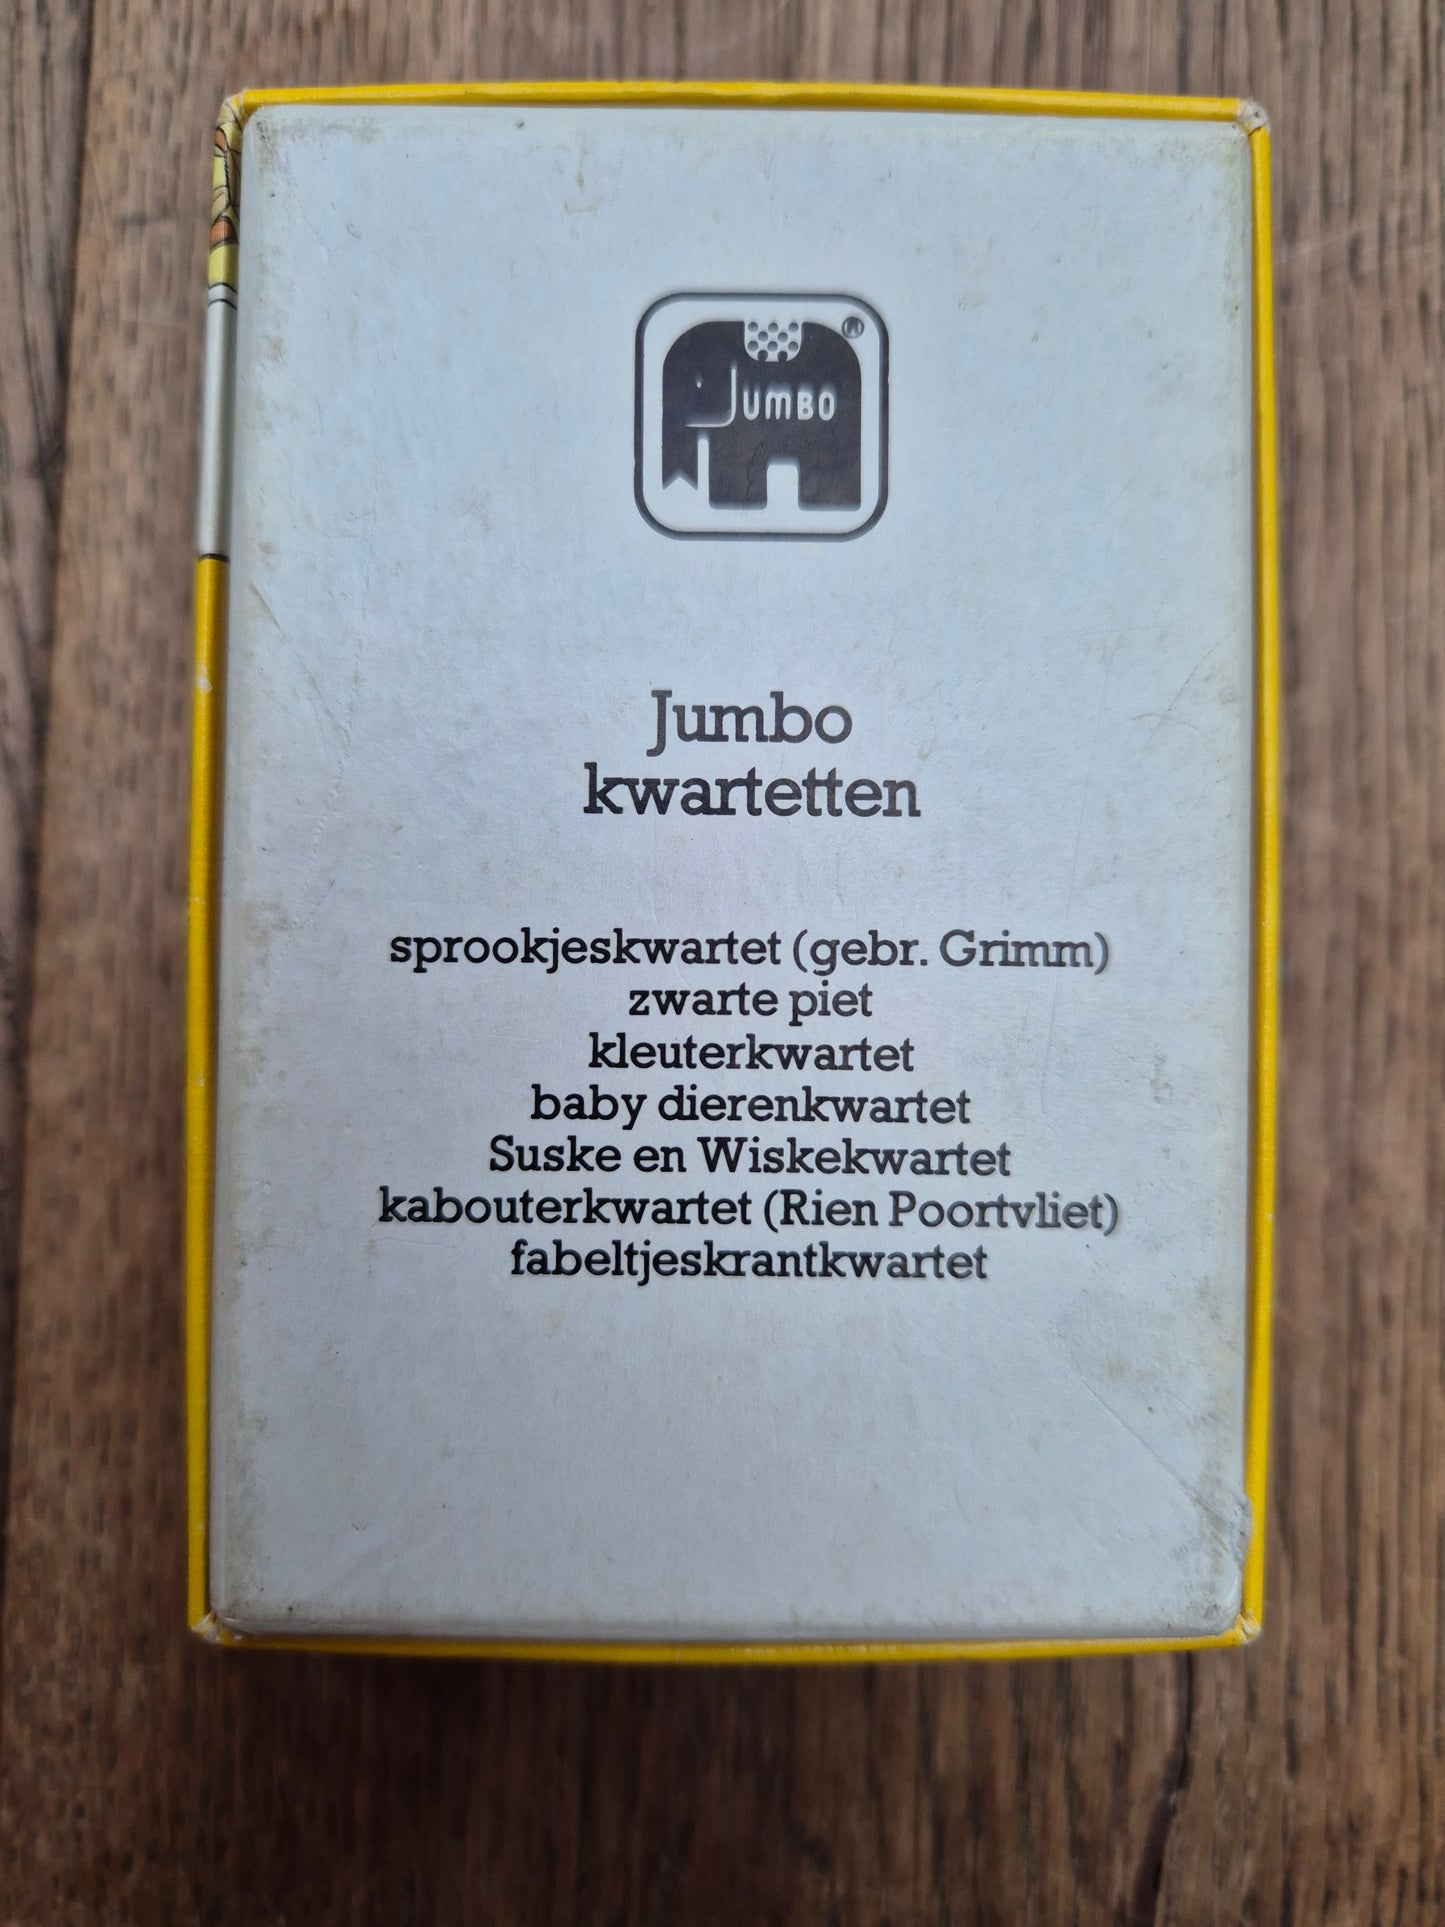 JUMBO
Jumbo
kwartetten
sprookjeskwartet (gebr. Grimm)
zwarte piet
kleuterkwartet
baby dierenkwartet
Suske en Wiskekwartet
kabouterkwartet (Rien Poortvliet)
fabeltjeskrantkwartet